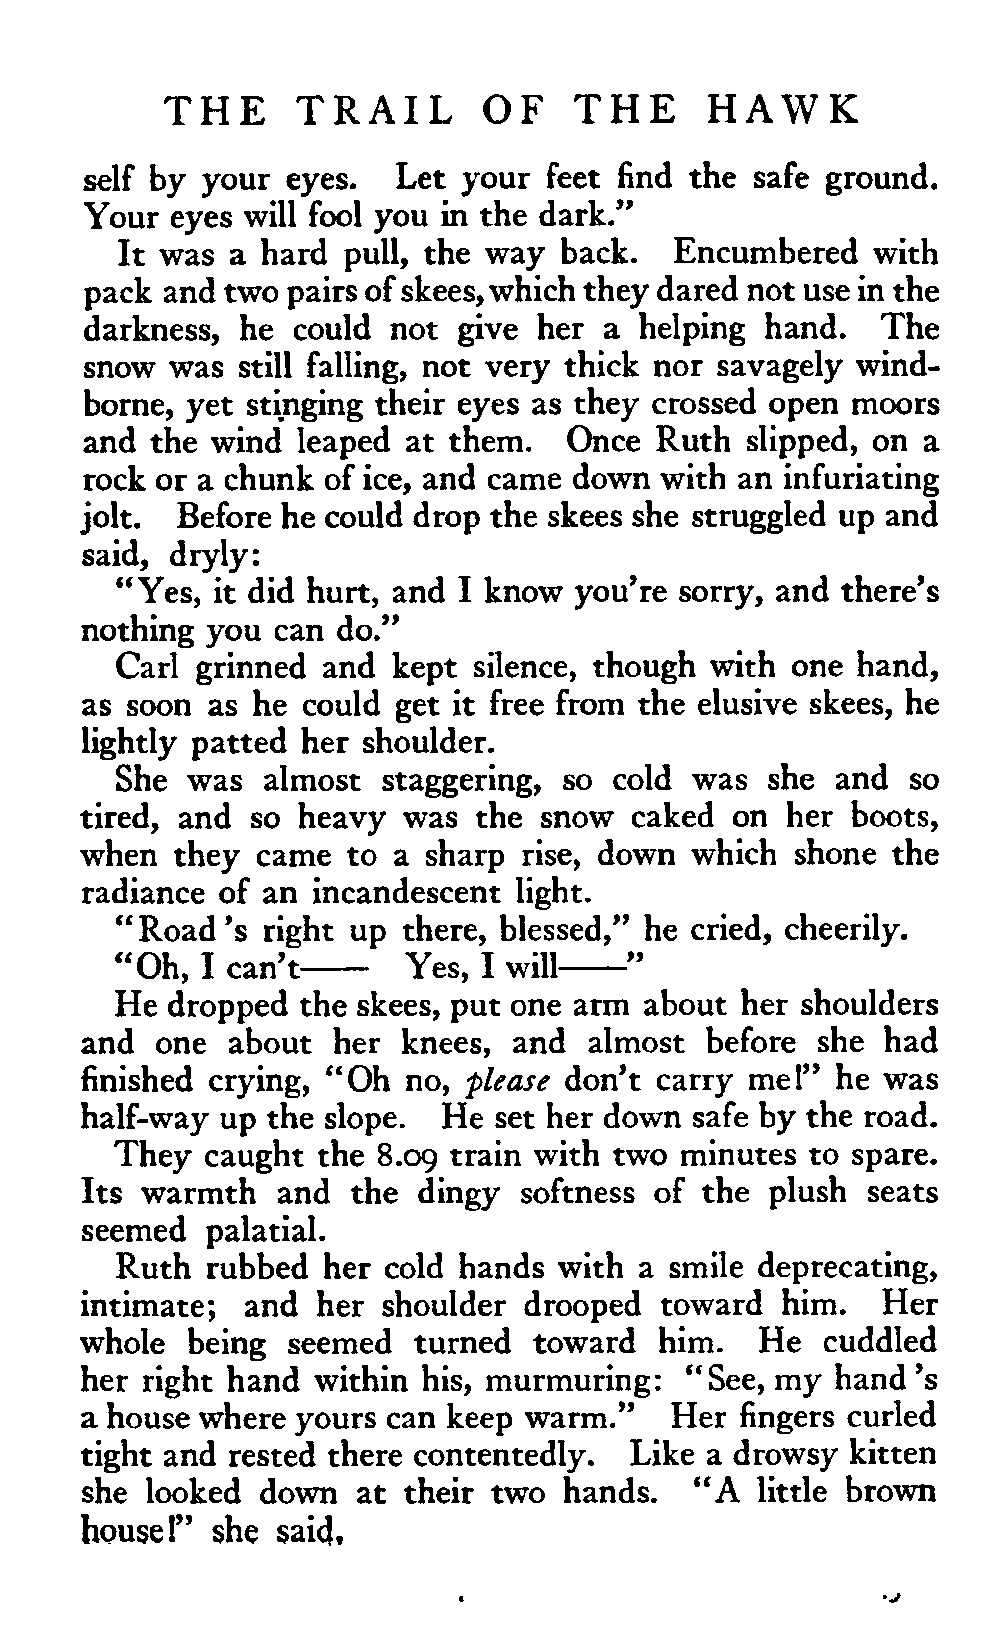 THE TRAIL OF THE HAWK
self by your eyes. Let your feet find the safe ground.
Your eyes will fool you in the dark."
It was a hard pull, the way back. Encumbered with
pack and two pairs of skees, which they dared not use in the
darkness, he could not give her a helping hand. The
snow was still falling, not very thick nor savagely wind-
borne, yet stinging their eyes as they crossed open moors
and the wind leaped at them. Once Ruth slipped, on a
rock or a chunk of ice, and came down with an infuriating
jolt. Before he could drop the skees she struggled up and
said, dryly:
"Yes, it did hurt, and I know you're sorry, and there's
nothing you can do."
Carl grinned and kept silence, though with one hand,
as soon as he could get it free from the elusive skees, he
lightly patted her shoulder.
She was almost staggering, so cold was she and so
tired, and so heavy was the snow caked on her boots,
when they came to a sharp rise, down which shone the
radiance of an incandescent light.
"Road's right up there, blessed," he cried, cheerily.
"Oh, I can't—— Yes, I will——"
He dropped the skees, put one arm about her shoulders
and one about her knees, and almost before she had
finished crying, "Oh no, please don't carry me!" he was
half-way up the slope. He set her down safe by the road.
They caught the 8.09 train with two minutes to spare.
Its warmth and the dingy softness of the plush seats
seemed palatial.
Ruth rubbed her cold hands with a smile deprecating,
intimate; and her shoulder drooped toward him. Her
whole being seemed turned toward him. He cuddled
her right hand within his, murmuring: "See, my hand's
a house where yours can keep warm." Her fingers curled
tight and rested there contentedly. Like a drowsy kitten
she looked down at their two hands. "A little brown
house!" she said.